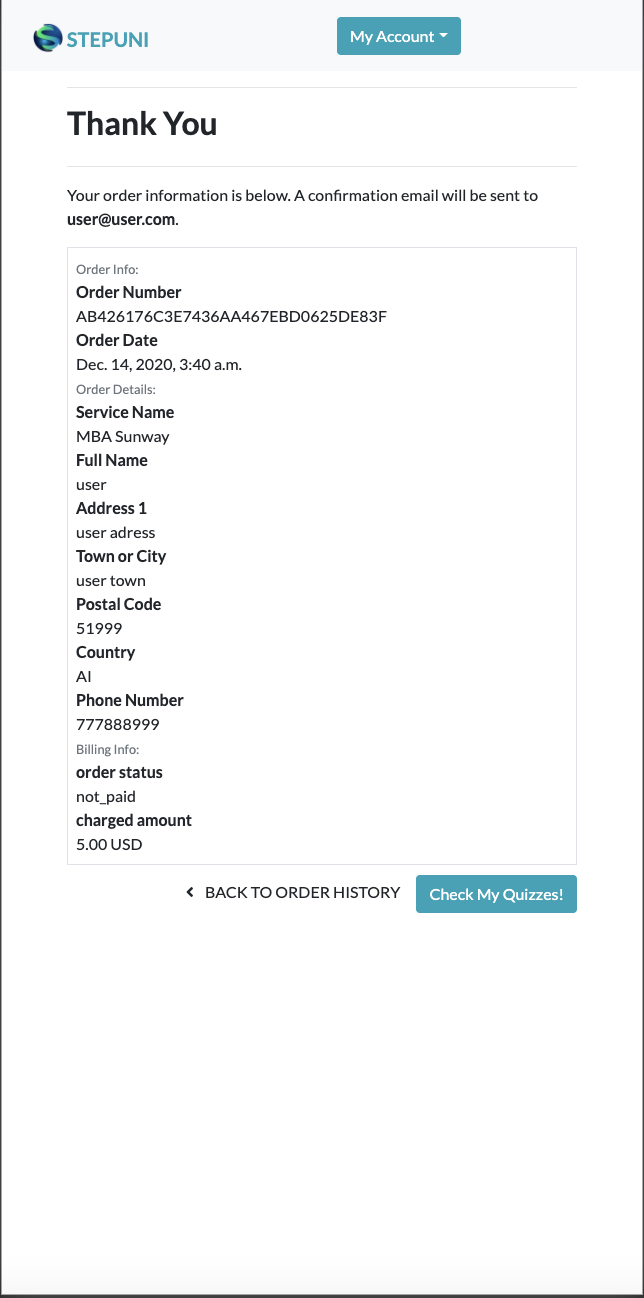 STEPUNI
My Account
Thank You
Your order information is below. A confirmation email will be sent to
user@user.com.
Order Info:
Order Number
AB426176C3E7436AA467EBD0625DE83F
Order Date
Dec. 14, 2020, 3:40 a.m.
Order Details:
Service Name
MBA Sunway
Full Name
user
Address 1
user adress
Town or City
user town
Postal Code
51999
Country
AI
Phone Number
777888999
Billing Info:
order status
not_paid
charged amount
5.00 USD
BACK TO ORDER HISTORY
Check My Quizzes!